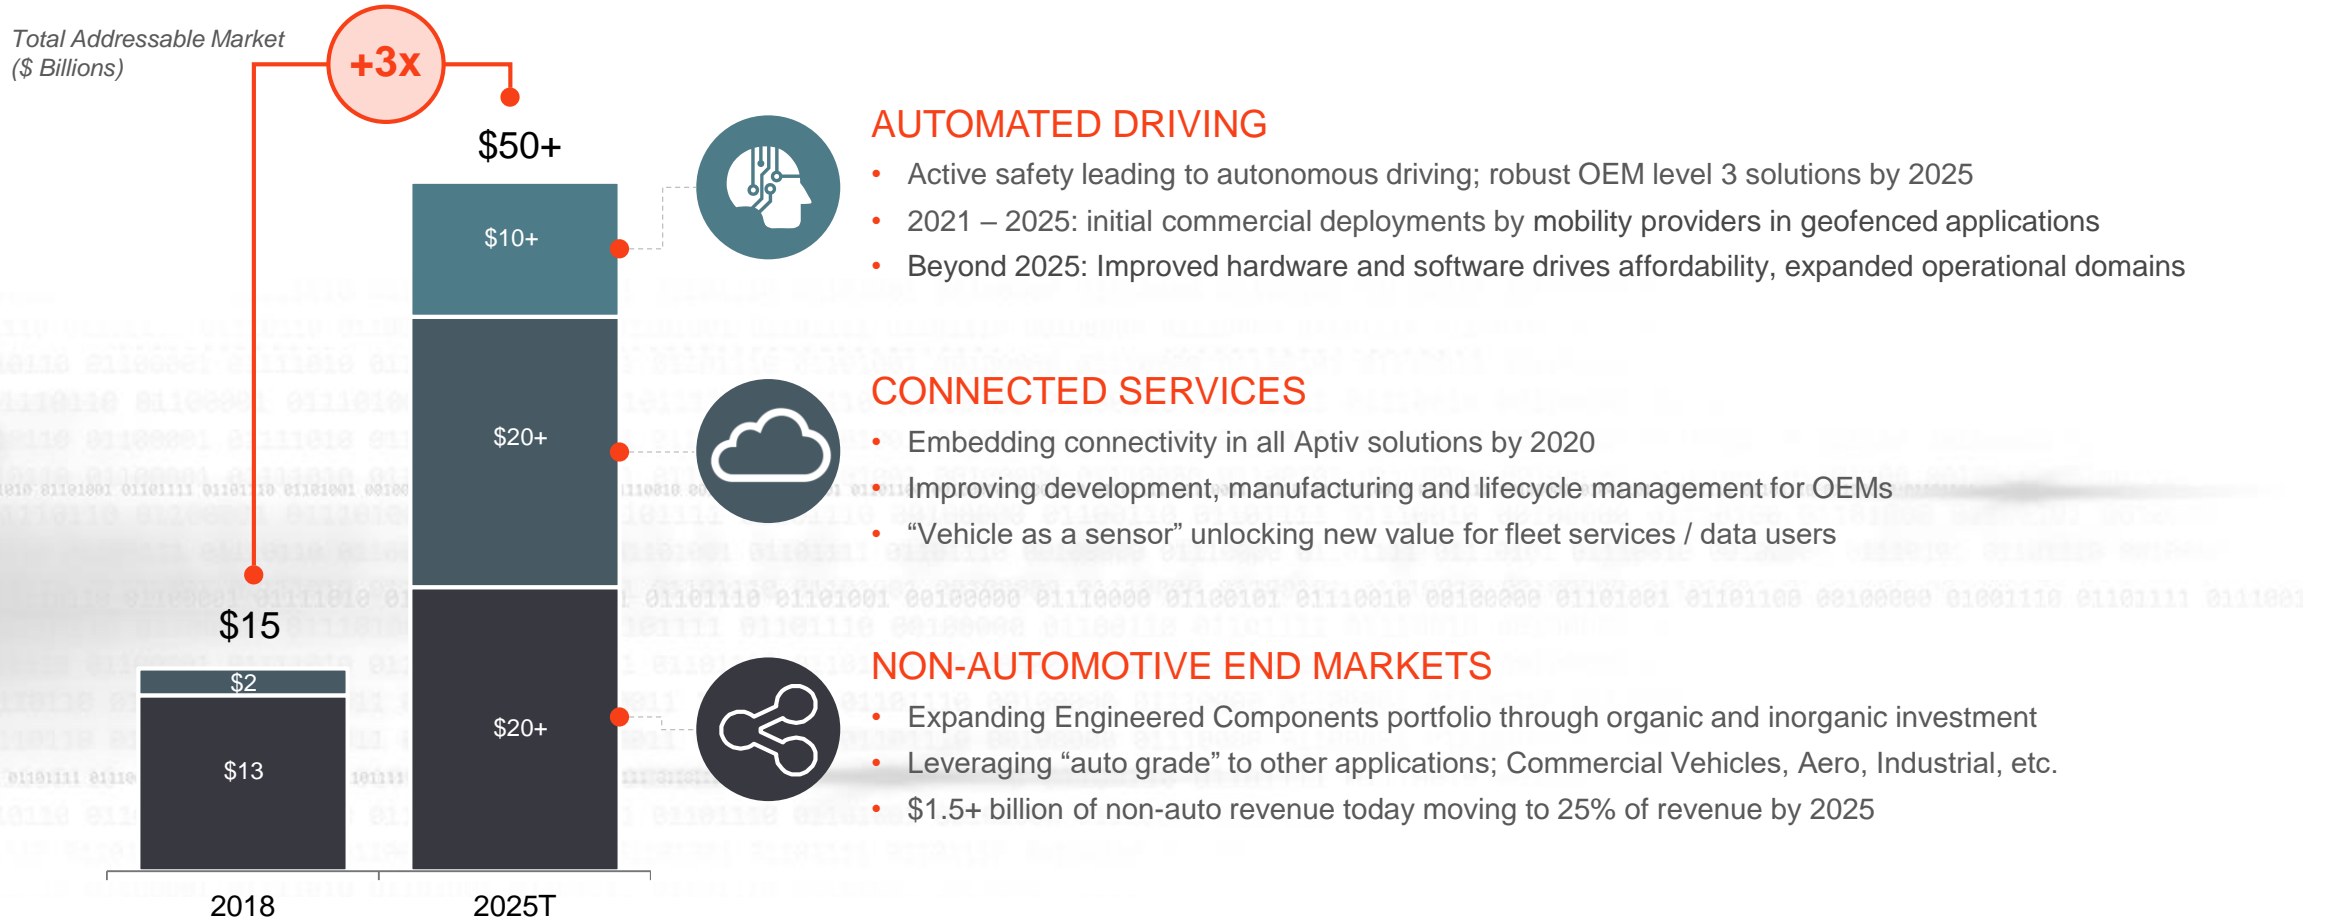 Total Addressable Market
($ Billions)
+3x
$50+
$10+
$20+
$20+
$15
$2
$13
2018
2025T
AUTOMATED DRIVING
• Active safety leading to autonomous driving; robust OEM level 3 solutions by 2025
• 2021 – 2025: initial commercial deployments by mobility providers in geofenced applications
• Beyond 2025: Improved hardware and software drives affordability, expanded operational domains
CONNECTED SERVICES
• Embedding connectivity in all Aptiv solutions by 2020
• Improving development, manufacturing and lifecycle management for OEMs
• “Vehicle as a sensor” unlocking new value for fleet services / data users
NON-AUTOMOTIVE END MARKETS
• Expanding Engineered Components portfolio through organic and inorganic investment
• Leveraging “auto grade” to other applications; Commercial Vehicles, Aero, Industrial, etc.
• $1.5+ billion of non-auto revenue today moving to 25% of revenue by 2025